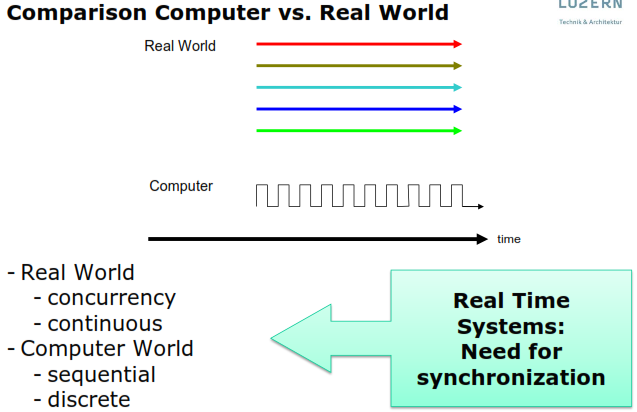 Comparison Computer vs. Real World
LUZERN
Technik & Architektur
Real World
Computer
time
- Real World
- concurrency
- continuous
- Computer World
- sequential
- discrete
Real Time
Systems:
Need for
synchronization